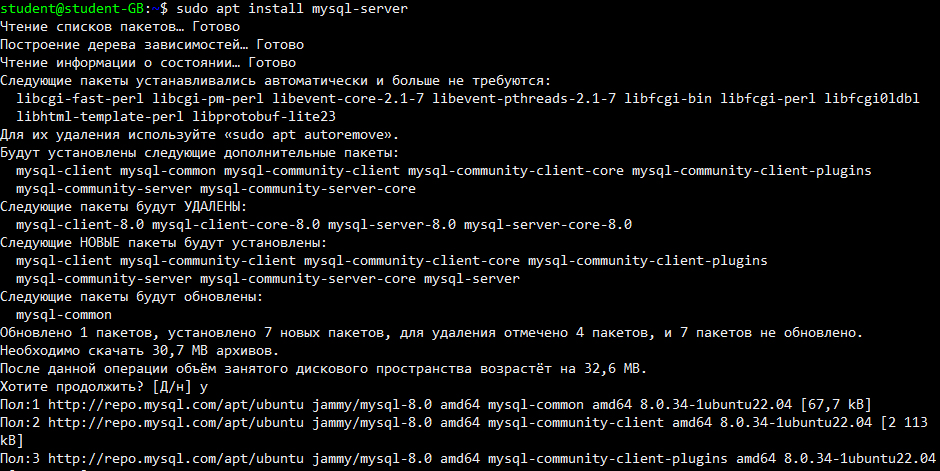 student@student-GB:~$ sudo apt install mysql-server
Чтение списков пакетов… Готово
Построение дерева зависимостей… Готово
Чтение информации о состоянии… Готово
Следующие пакеты устанавливались автоматически и больше не требуются:
  libcgi-fast-perl libcgi-pm-perl libevent-core-2.1-7 libevent-pthreads-2.1-7 libfcgi-bin libfcgi-perl libfcgi0ldbl
  libhtml-template-perl libprotobuf-lite23
Для их удаления используйте «sudo apt autoremove».
Будут установлены следующие дополнительные пакеты:
  mysql-client mysql-common mysql-community-client mysql-community-client-core mysql-community-client-plugins
  mysql-community-server mysql-community-server-core
Следующие пакеты будут УДАЛЕНЫ:
  mysql-client-8.0 mysql-client-core-8.0 mysql-server-8.0 mysql-server-core-8.0
Следующие НОВЫЕ пакеты будут установлены:
  mysql-client mysql-community-client mysql-community-client-core mysql-community-client-plugins
  mysql-community-server mysql-community-server-core mysql-server
Следующие пакеты будут обновлены:
  mysql-common
Обновлено 1 пакетов, установлено 7 новых пакетов, для удаления отмечено 4 пакетов, и 7 пакетов не обновлено.
Необходимо скачать 30,7 MB архивов.
После данной операции объём занятого дискового пространства возрастёт на 32,6 MB.
Хотите продолжить? [Д/н] y
Пол:1 http://repo.mysql.com/apt/ubuntu jammy/mysql-8.0 amd64 mysql-common amd64 8.0.34-1ubuntu22.04 [67,7 kB]
Пол:2 http://repo.mysql.com/apt/ubuntu jammy/mysql-8.0 amd64 mysql-community-client amd64 8.0.34-1ubuntu22.04 [2 113
kB]
Пол:3 http://repo.mysql.com/apt/ubuntu jammy/mysql-8.0 amd64 mysql-community-client-plugins amd64 8.0.34-1ubuntu22.04